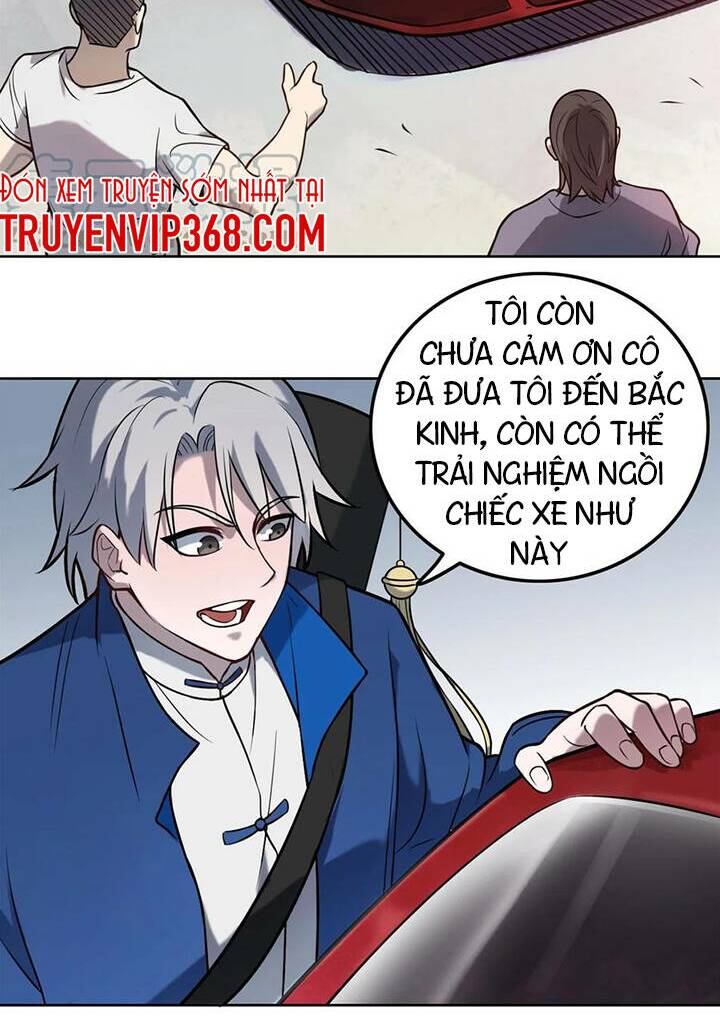 ĐÓN XEM TRUYỆN SỚM NHẤT TẠI
TRUYENVIP368.COM
TÔI CÒN
CHƯA CẢM ƠN CÔ
ĐÃ ĐƯA TÔI ĐẾN BẮC
KINH, CÒN CÓ THỂ
TRẢI NGHIỆM NGỒI
CHIẾC XE NHƯ
NÀY